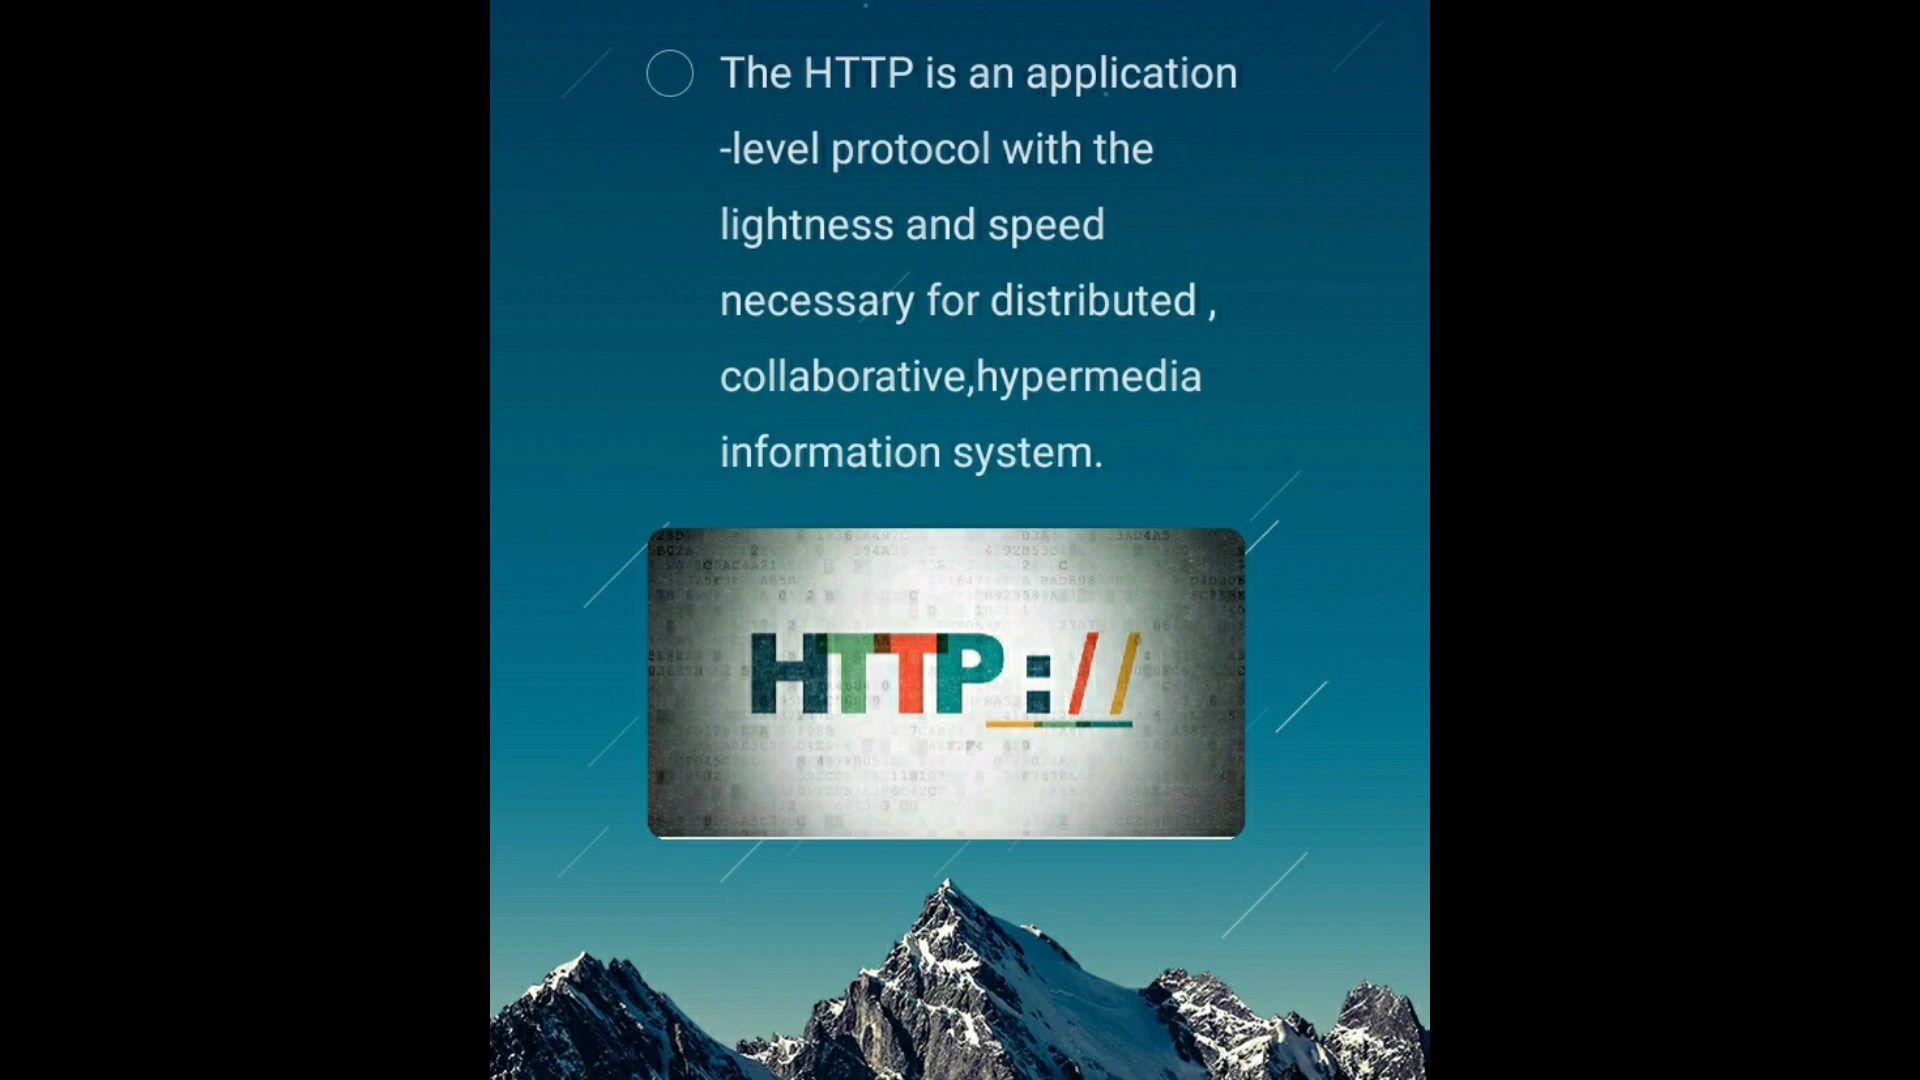 The HTTP is an application
-level protocol with the
lightness and speed
necessary for distributed ,
collaborative,hypermedia
information system.
HTTP://